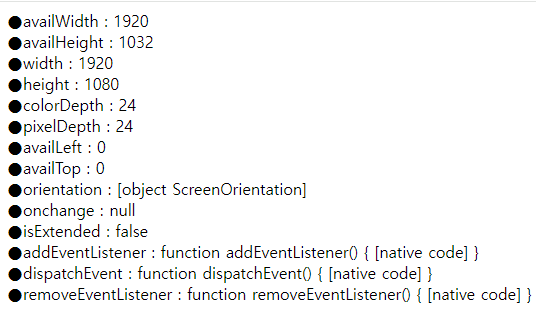 ●availWidth : 1920
●availHeight : 1032
●width : 1920
●height : 1080
●colorDepth : 24
●pixelDepth : 24
●availLeft : 0
●availTop : 0
●orientation : [object ScreenOrientation]
●onchange : null
●isExtended : false
●addEventListener : function addEventListener() { [native code] }
●dispatchEvent : function dispatchEvent() { [native code] }
●removeEventListener : function removeEventListener() { [native code] }